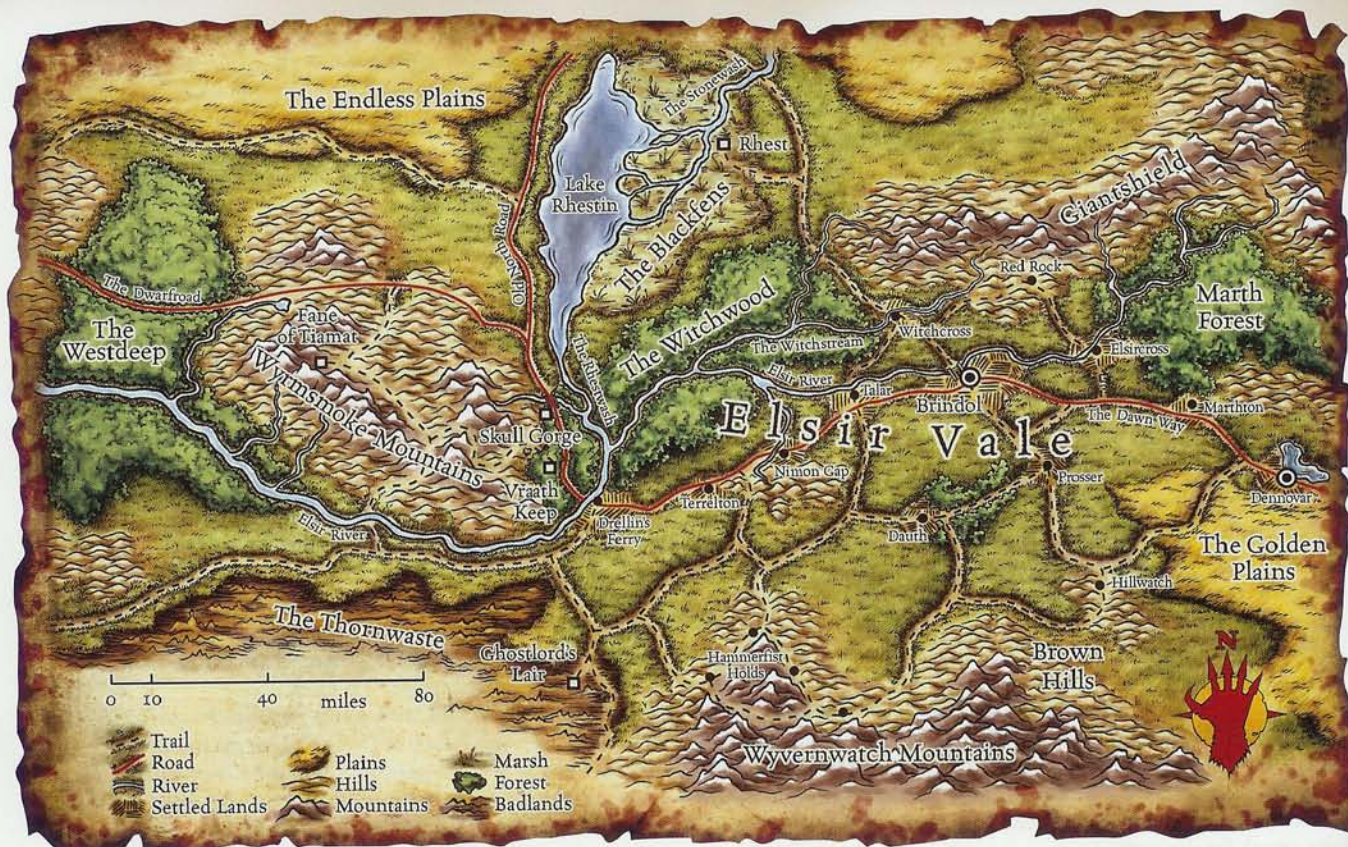 The Endless Plains
The Stonewash
Rhest
Lake
Rhestin
Old North Road
The Blackfens
Giantshield
The Dwarfroad
Red Rock
Marth
Forest
The
Westdeep
Fane
of Tiamat
The Witchwood
Witchcross
The Witchstream
Elsircross
The Rhestwash
Wyrmsmoke Mountains
Elsir River
Talar
Brindol
Marthton
The Dawn Way
Skull Gorge
Elsir Vale
Nimon Gap
Prosser
Dennovar
Vraath
Keep
Terrelton
Drellin's
Ferry
Dauth
Elsir River
The Golden
Plains
Hillwatch
The Thornwaste
N
Ghostlord's
Lair
Hammerfist
Holds
Brown
Hills
0 10 40 miles 80
Wyvernwatch Mountains
Trail
Road
River
Settled Lands
Plains
Hills
Mountains
Marsh
Forest
Badlands